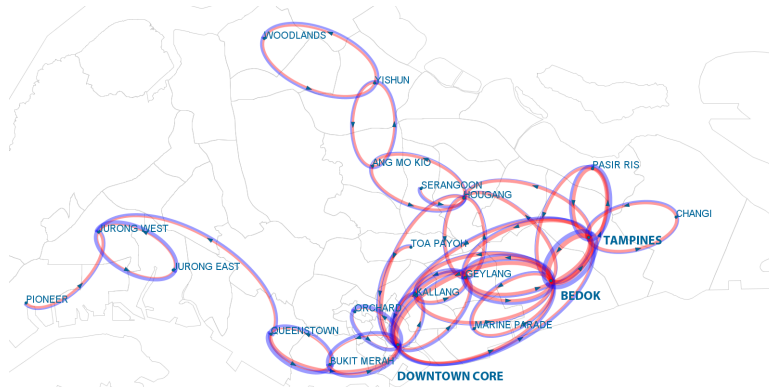 WOODLANDS
YISHUN
ANG MO KIO
PASIR RIS
SERANGOON
HOUGANG
CHANGI
JURONG WEST
TOA PAYOH
TAMPINES
JURONG EAST
GEYLANG
KALLANG
BEDOK
PIONEER
ORCHARD
MARINE PARADE
QUEENSTOWN
BUKIT MERAH
DOWNTOWN CORE